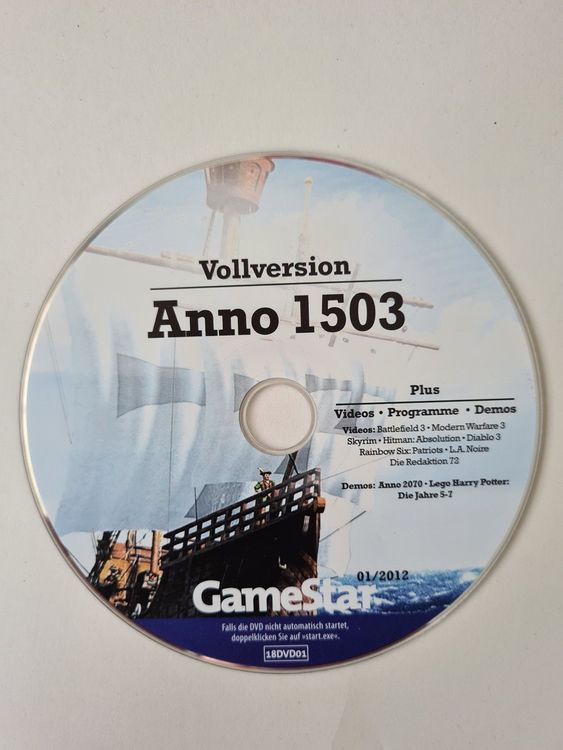 Vollversion
Anno 1503
Plus
Videos • Programme • Demos
Videos: Battlefield 3 • Modern Warfare 3
Skyrim • Hitman: Absolution • Diablo 3
Rainbow Six: Patriots • L.A. Noire
Die Redaktion 72
Demos: Anno 2070 • Lego Harry Potter:
Die Jahre 5-7
01/2012
GameStar
Falls die DVD nicht automatisch startet,
doppelklicken Sie auf »start.exe«.
18DVD01